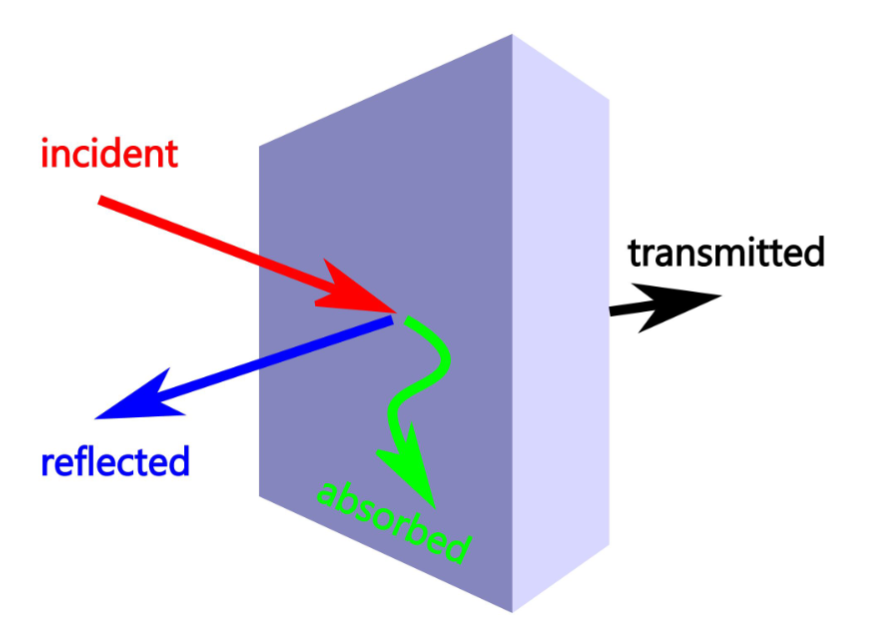 incident
transmitted
reflected
absorbed